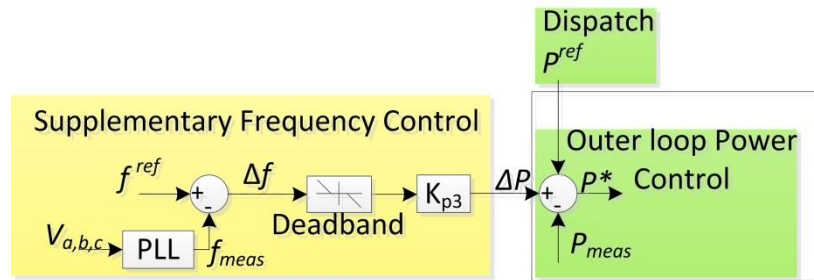 Dispatch
P^ref
Supplementary Frequency Control
Outer loop Power
Control
f^ref
+
-
Δf
Deadband
K_p3
ΔP
+
-
P*
V_a,b,c
PLL
f_meas
P_meas